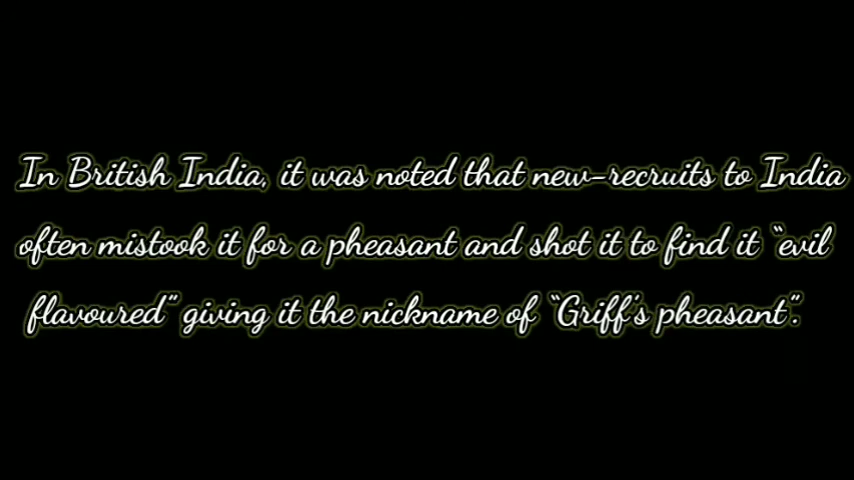 In British India, it was noted that new-recruits to India
often mistook it for a pheasant and shot it to find it “evil
flavoured” giving it the nickname of “Griff's pheasant”.